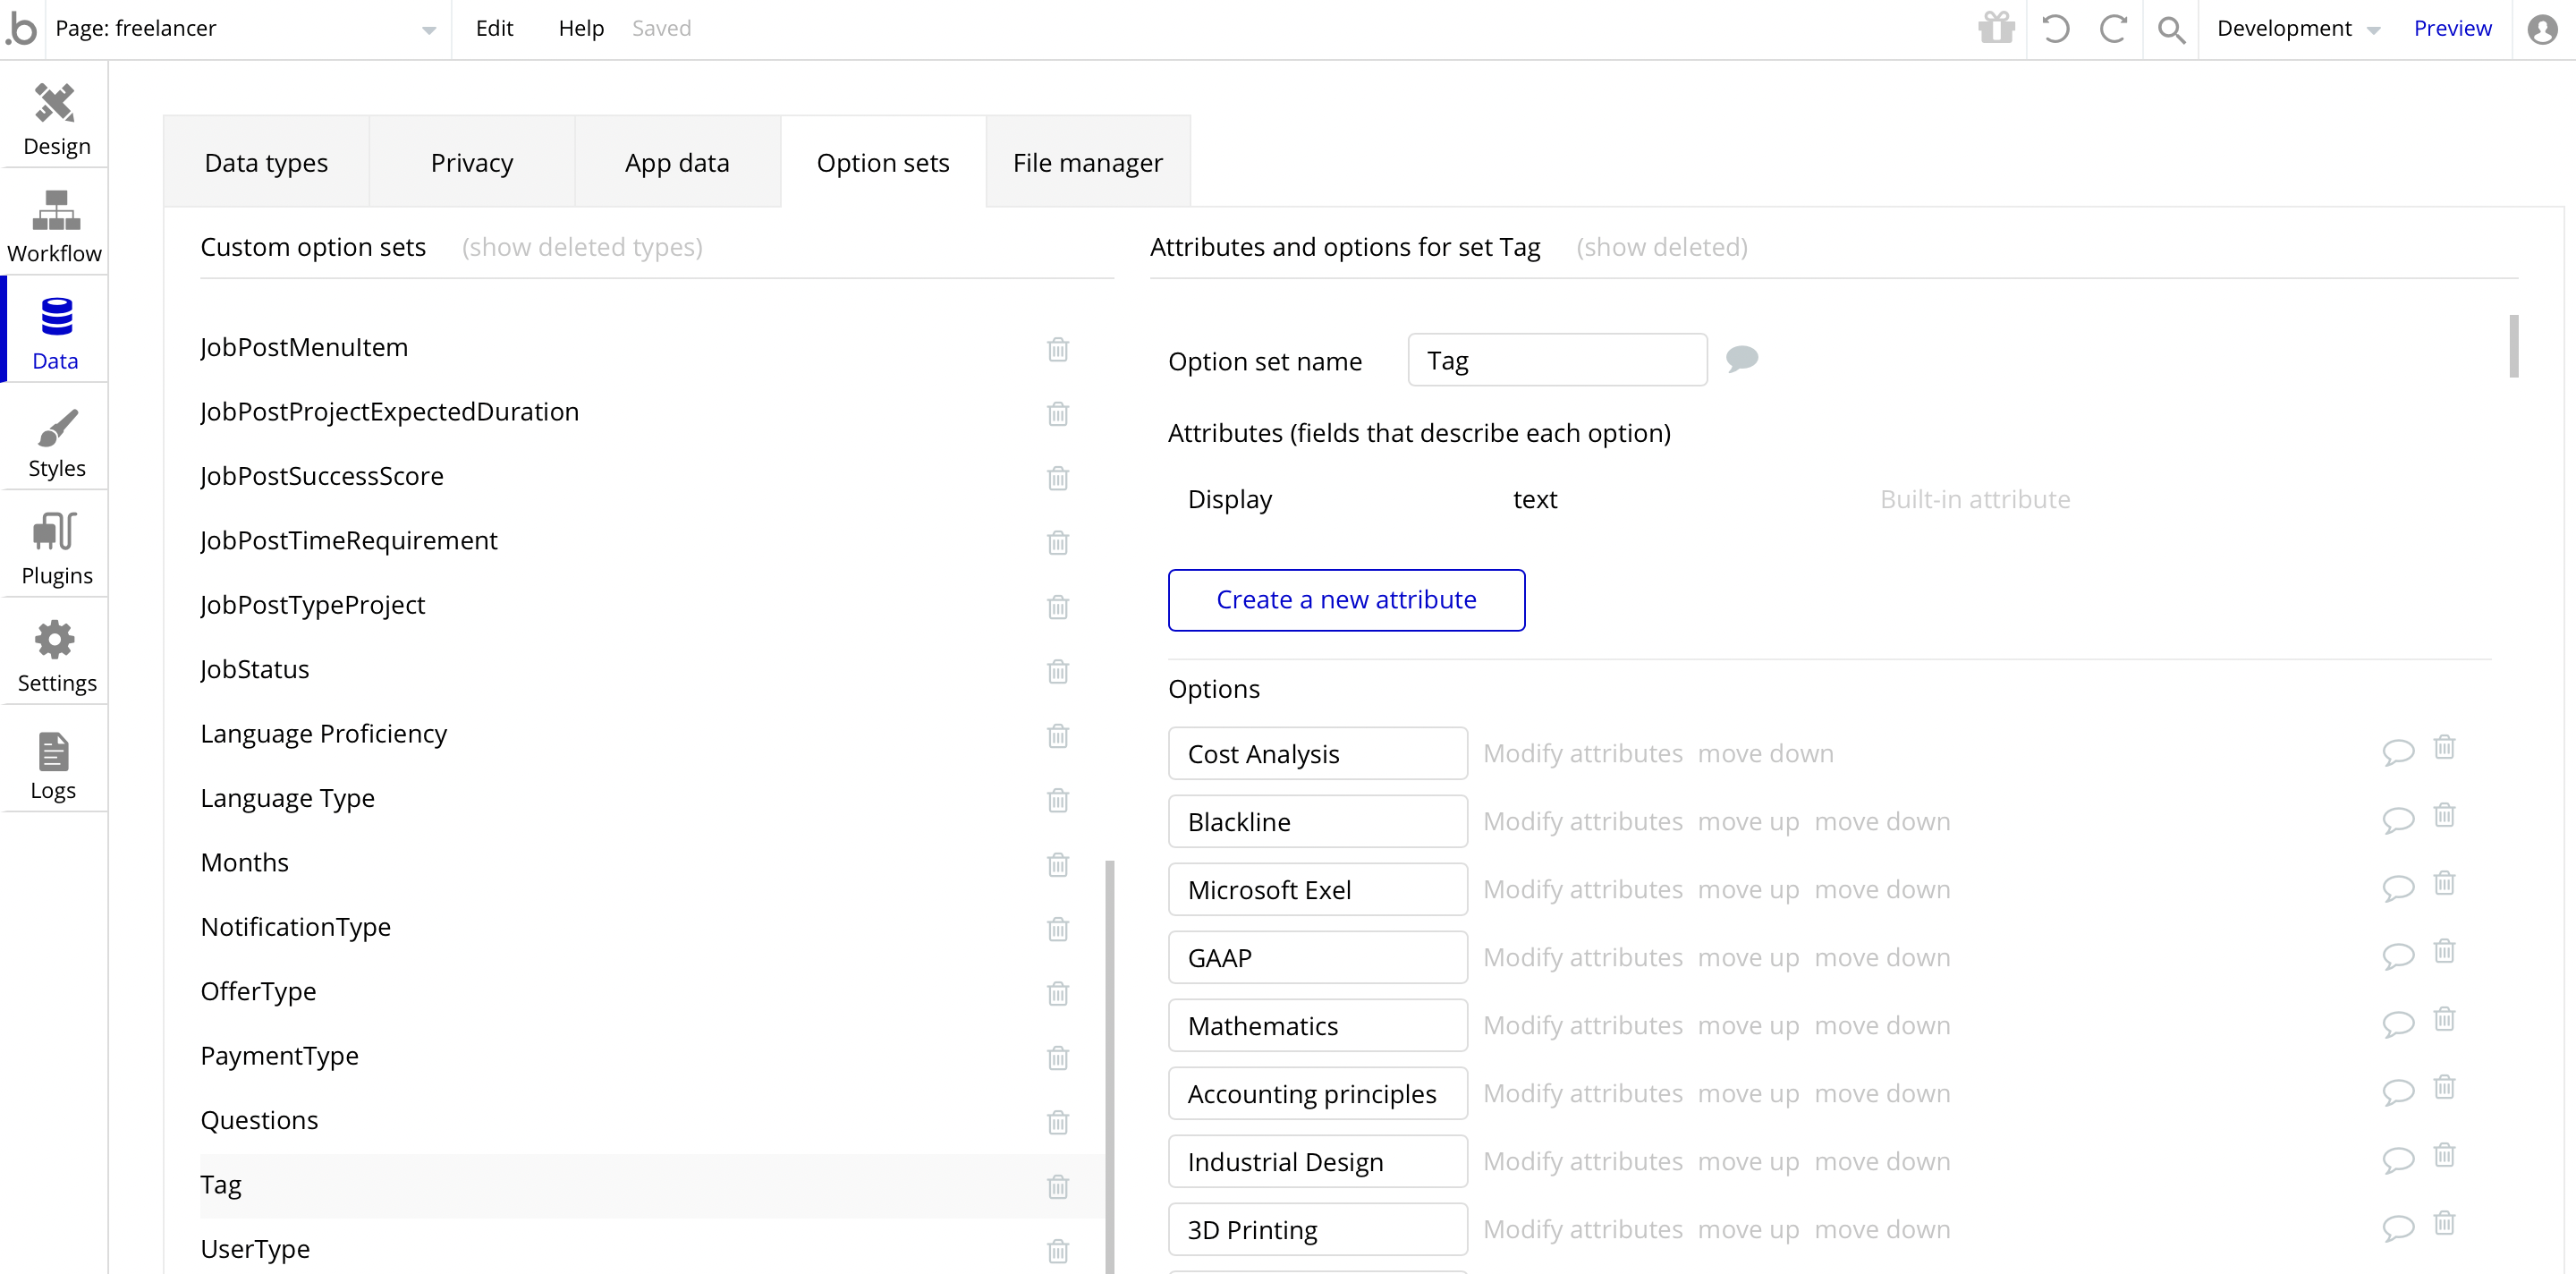 .b
Page: freelancer
Edit
Help
Saved
Development
Preview
Design
Workflow
Data
Styles
Plugins
Settings
Logs
Data types
Privacy
App data
Option sets
File manager
Custom option sets (show deleted types)
JobPostMenuItem
JobPostProjectExpectedDuration
JobPostSuccessScore
JobPostTimeRequirement
JobPostTypeProject
JobStatus
Language Proficiency
Language Type
Months
NotificationType
OfferType
PaymentType
Questions
Tag
UserType
Attributes and options for set Tag (show deleted)
Option set name Tag
Attributes (fields that describe each option)
Display text Built-in attribute
Create a new attribute
Options
Cost Analysis Modify attributes move down
Blackline Modify attributes move up move down
Microsoft Exel Modify attributes move up move down
GAAP Modify attributes move up move down
Mathematics Modify attributes move up move down
Accounting principles Modify attributes move up move down
Industrial Design Modify attributes move up move down
3D Printing Modify attributes move up move down